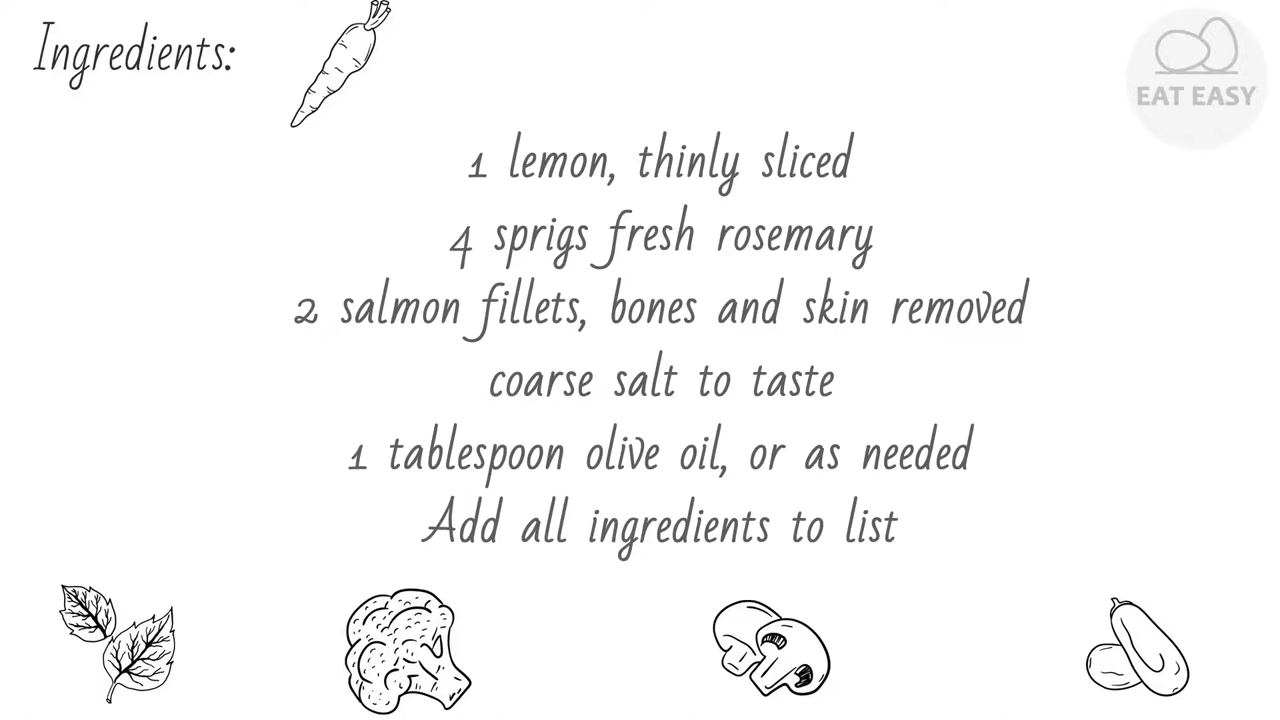 Ingredients:
EAT EASY
1 lemon, thinly sliced
4 sprigs fresh rosemary
2 salmon fillets, bones and skin removed
coarse salt to taste
1 tablespoon olive oil, or as needed
Add all ingredients to list